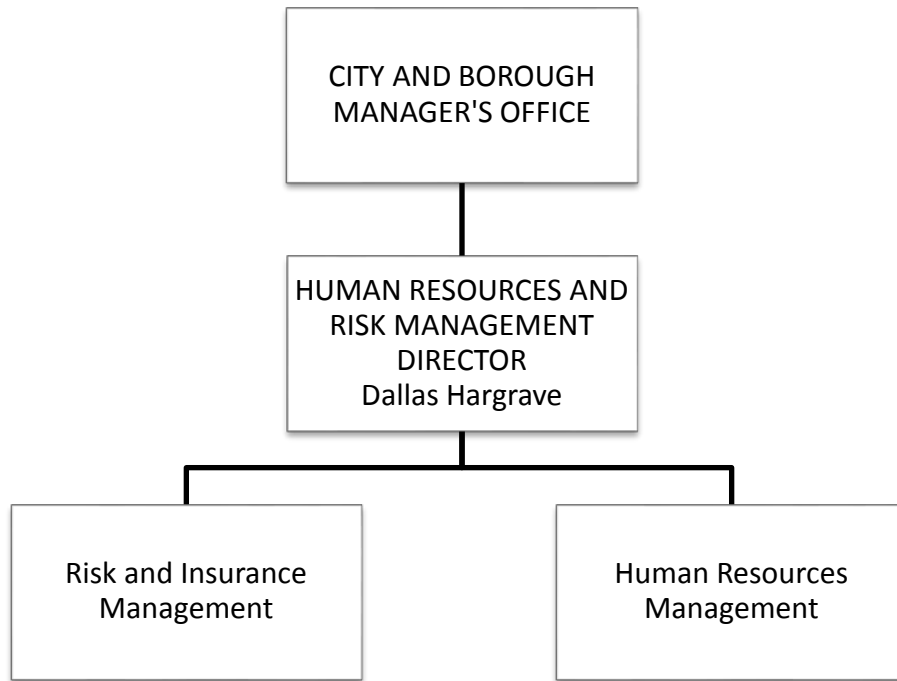 CITY AND BOROUGH
MANAGER'S OFFICE
HUMAN RESOURCES AND
RISK MANAGEMENT
DIRECTOR
Dallas Hargrave
Risk and Insurance
Management
Human Resources
Management